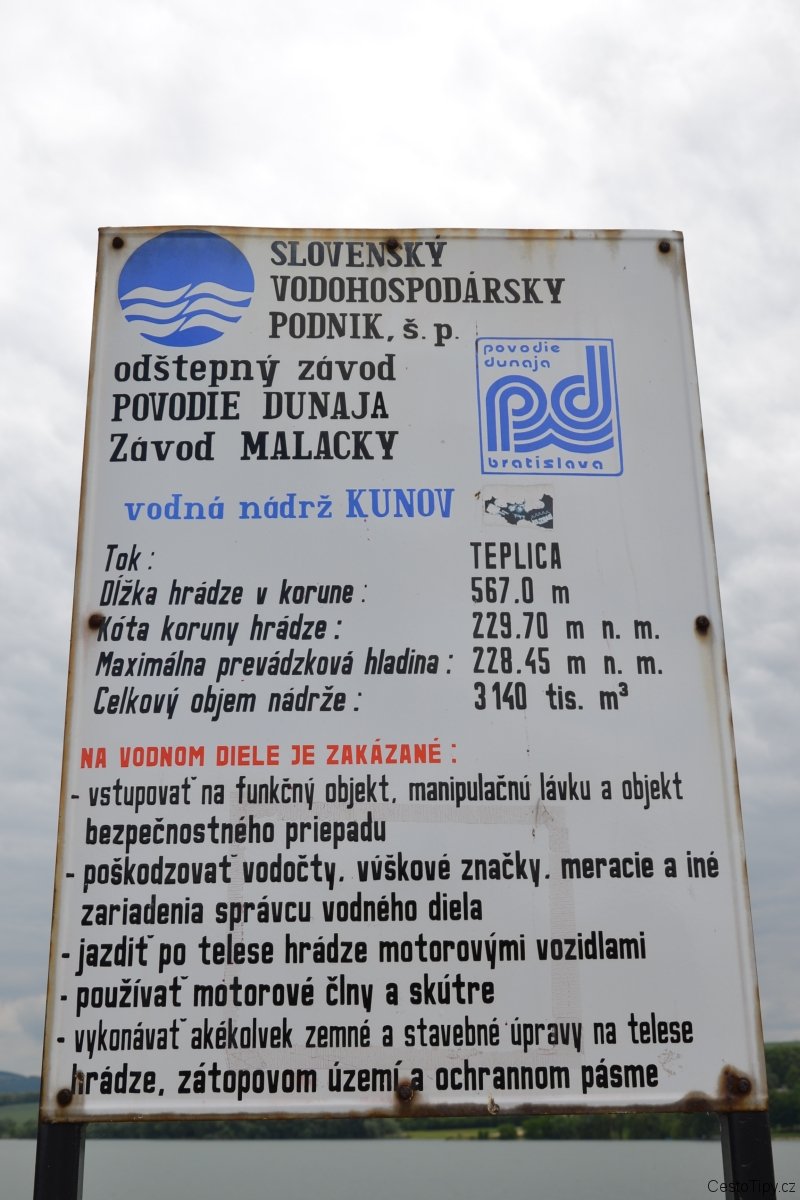 SLOVENSKÝ
VODOHOSPODÁRSKY
PODNIK, š. p.
odštepný závod
POVODIE DUNAJA
Závod MALACKY
povodie
dunaja
pd
bratislava
vodná nádrž KUNOV
Tok : TEPLICA
Dĺžka hrádze v korune : 567.0 m
Kóta koruny hrádze : 229.70 m n. m.
Maximálna prevádzková hladina : 228.45 m n. m.
Celkový objem nádrže : 3140 tis. m³
NA VODNOM DIELE JE ZAKÁZANÉ :
- vstupovať na funkčný objekt, manipulačnú lávku a objekt
bezpečnostného priepadu
- poškodzovať vodočty, výškové značky, meracie a iné
zariadenia správcu vodného diela
- jazdiť po telese hrádze motorovými vozidlami
- používať motorové člny a skútre
- vykonávať akékolvek zemné a stavebné úpravy na telese
hrádze, zátopovom území a ochrannom pásme
CestoTipy.cz